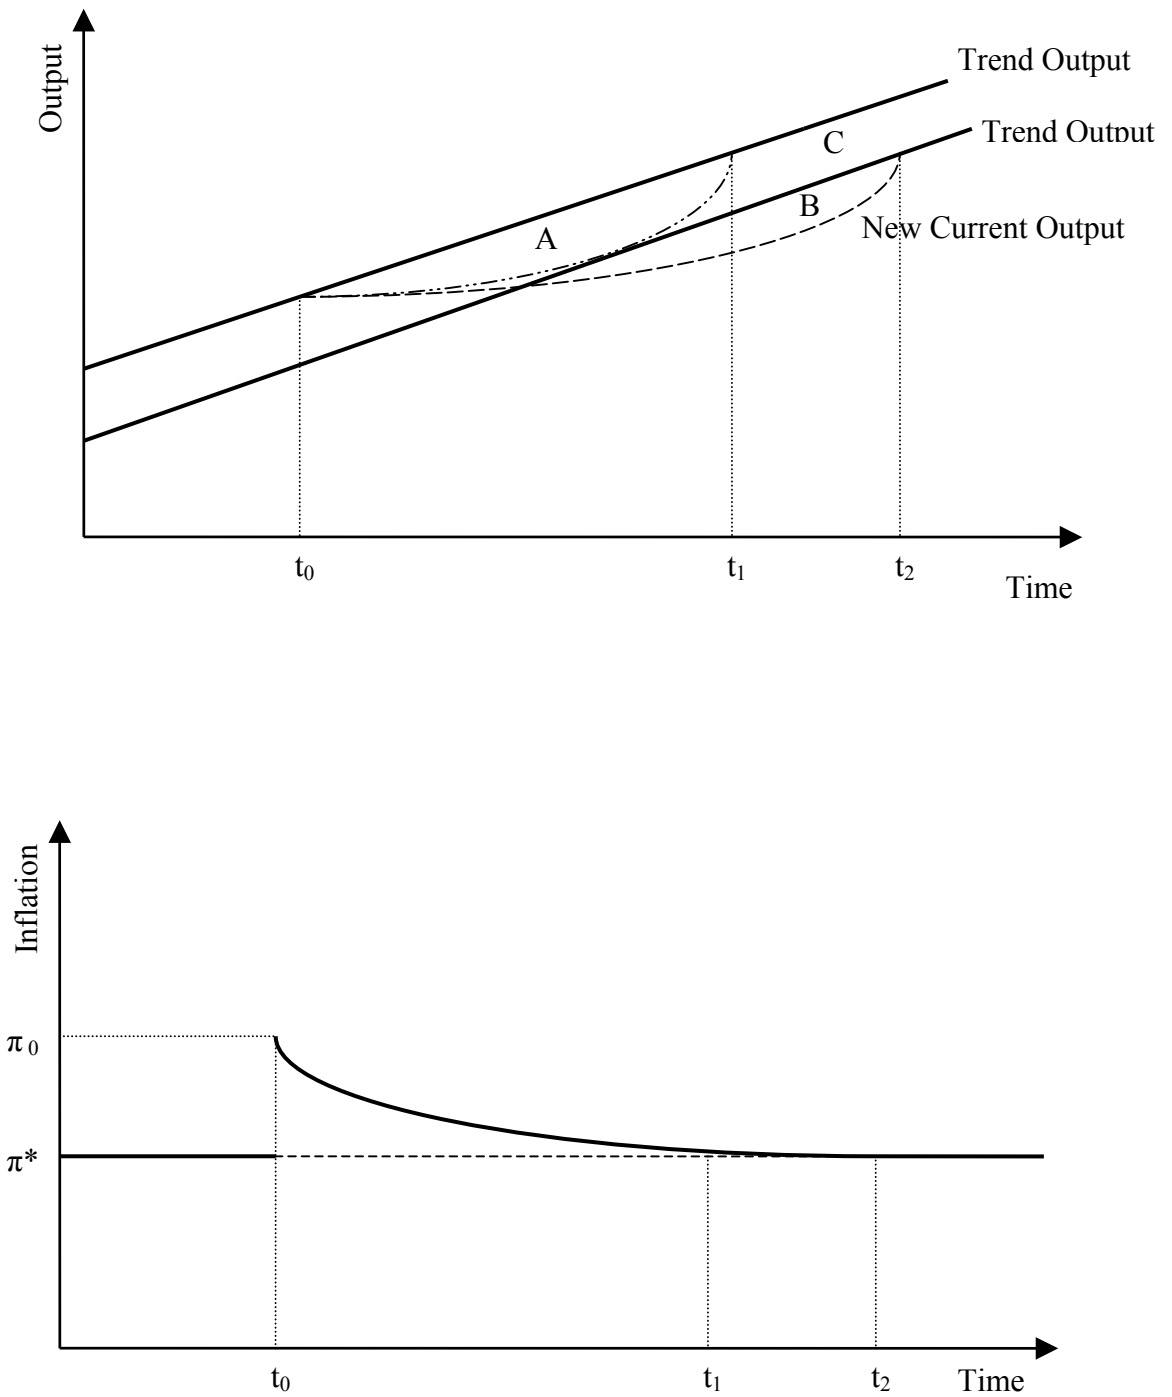 Output
Trend Output
Trend Output
C
B
A
New Current Output
t₀
t₁
t₂
Time
Inflation
π₀
π*
t₀
t₁
t₂
Time